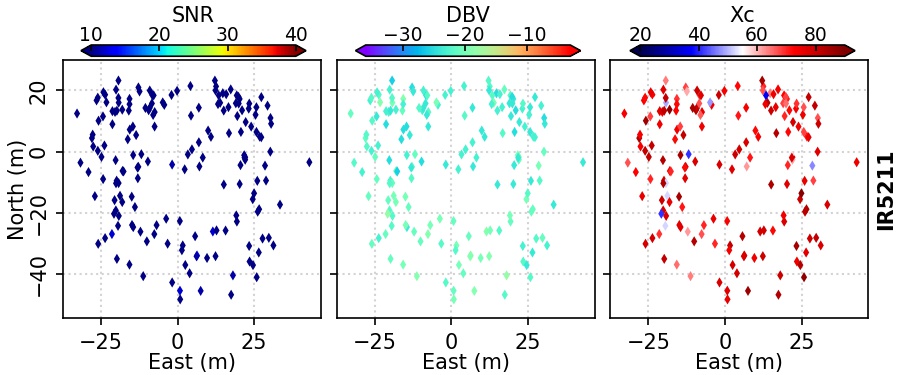 SNR DBV Xc
10 20 30 40 −30 −20 −10 20 40 60 80
20
0
−20
−40
North (m)
−25 0 25 −25 0 25 −25 0 25
East (m) East (m) East (m)
IR5211